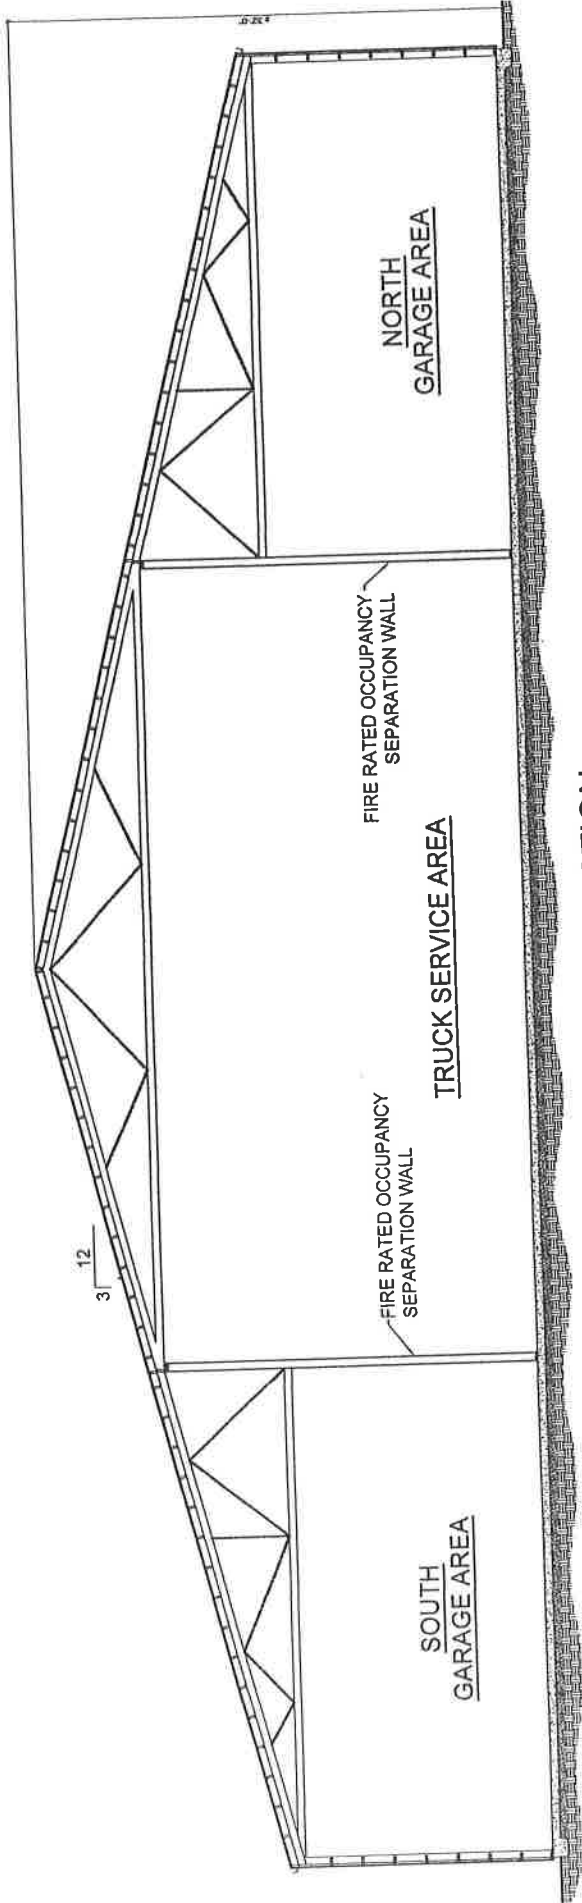 12
3
FIRE RATED OCCUPANCY
SEPARATION WALL
FIRE RATED OCCUPANCY
SEPARATION WALL
SOUTH
GARAGE AREA
TRUCK SERVICE AREA
NORTH
GARAGE AREA